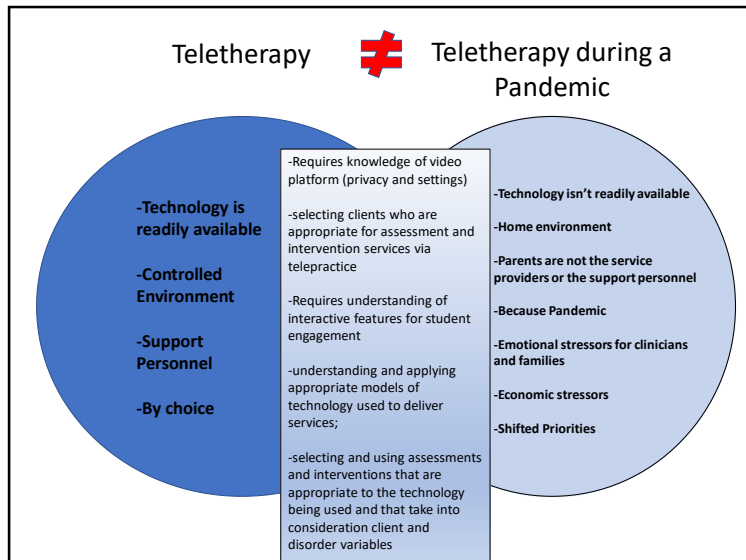 Teletherapy ≠ Teletherapy during a
Pandemic
-Technology is
readily available
-Controlled
Environment
-Support
Personnel
-By choice
-Requires knowledge of video
platform (privacy and settings)
-selecting clients who are
appropriate for assessment and
intervention services via
telepractice
-Requires understanding of
interactive features for student
engagement
-understanding and applying
appropriate models of
technology used to deliver
services;
-selecting and using assessments
and interventions that are
appropriate to the technology
being used and that take into
consideration client and
disorder variables
-Technology isn’t readily available
-Home environment
-Parents are not the service
providers or the support personnel
-Because Pandemic
-Emotional stressors for clinicians
and families
-Economic stressors
-Shifted Priorities